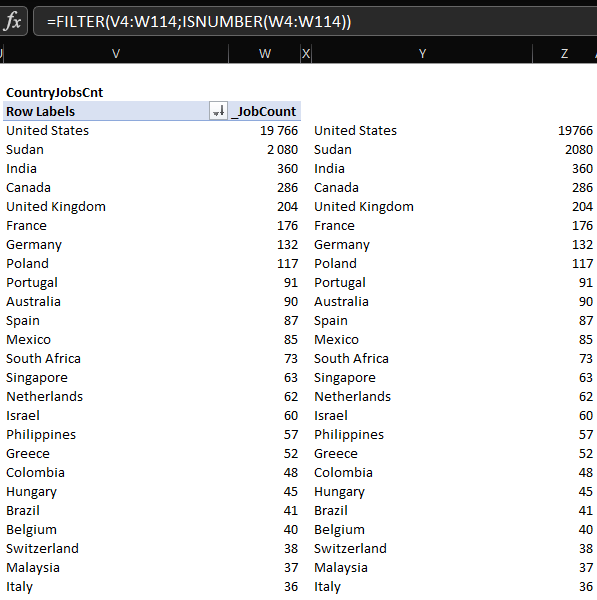 fx =FILTER(V4:W114;ISNUMBER(W4:W114))
V W X Y Z
CountryJobsCnt
Row Labels _JobCount
United States 19 766 United States 19766
Sudan 2 080 Sudan 2080
India 360 India 360
Canada 286 Canada 286
United Kingdom 204 United Kingdom 204
France 176 France 176
Germany 132 Germany 132
Poland 117 Poland 117
Portugal 91 Portugal 91
Australia 90 Australia 90
Spain 87 Spain 87
Mexico 85 Mexico 85
South Africa 73 South Africa 73
Singapore 63 Singapore 63
Netherlands 62 Netherlands 62
Israel 60 Israel 60
Philippines 57 Philippines 57
Greece 52 Greece 52
Colombia 48 Colombia 48
Hungary 45 Hungary 45
Brazil 41 Brazil 41
Belgium 40 Belgium 40
Switzerland 38 Switzerland 38
Malaysia 37 Malaysia 37
Italy 36 Italy 36